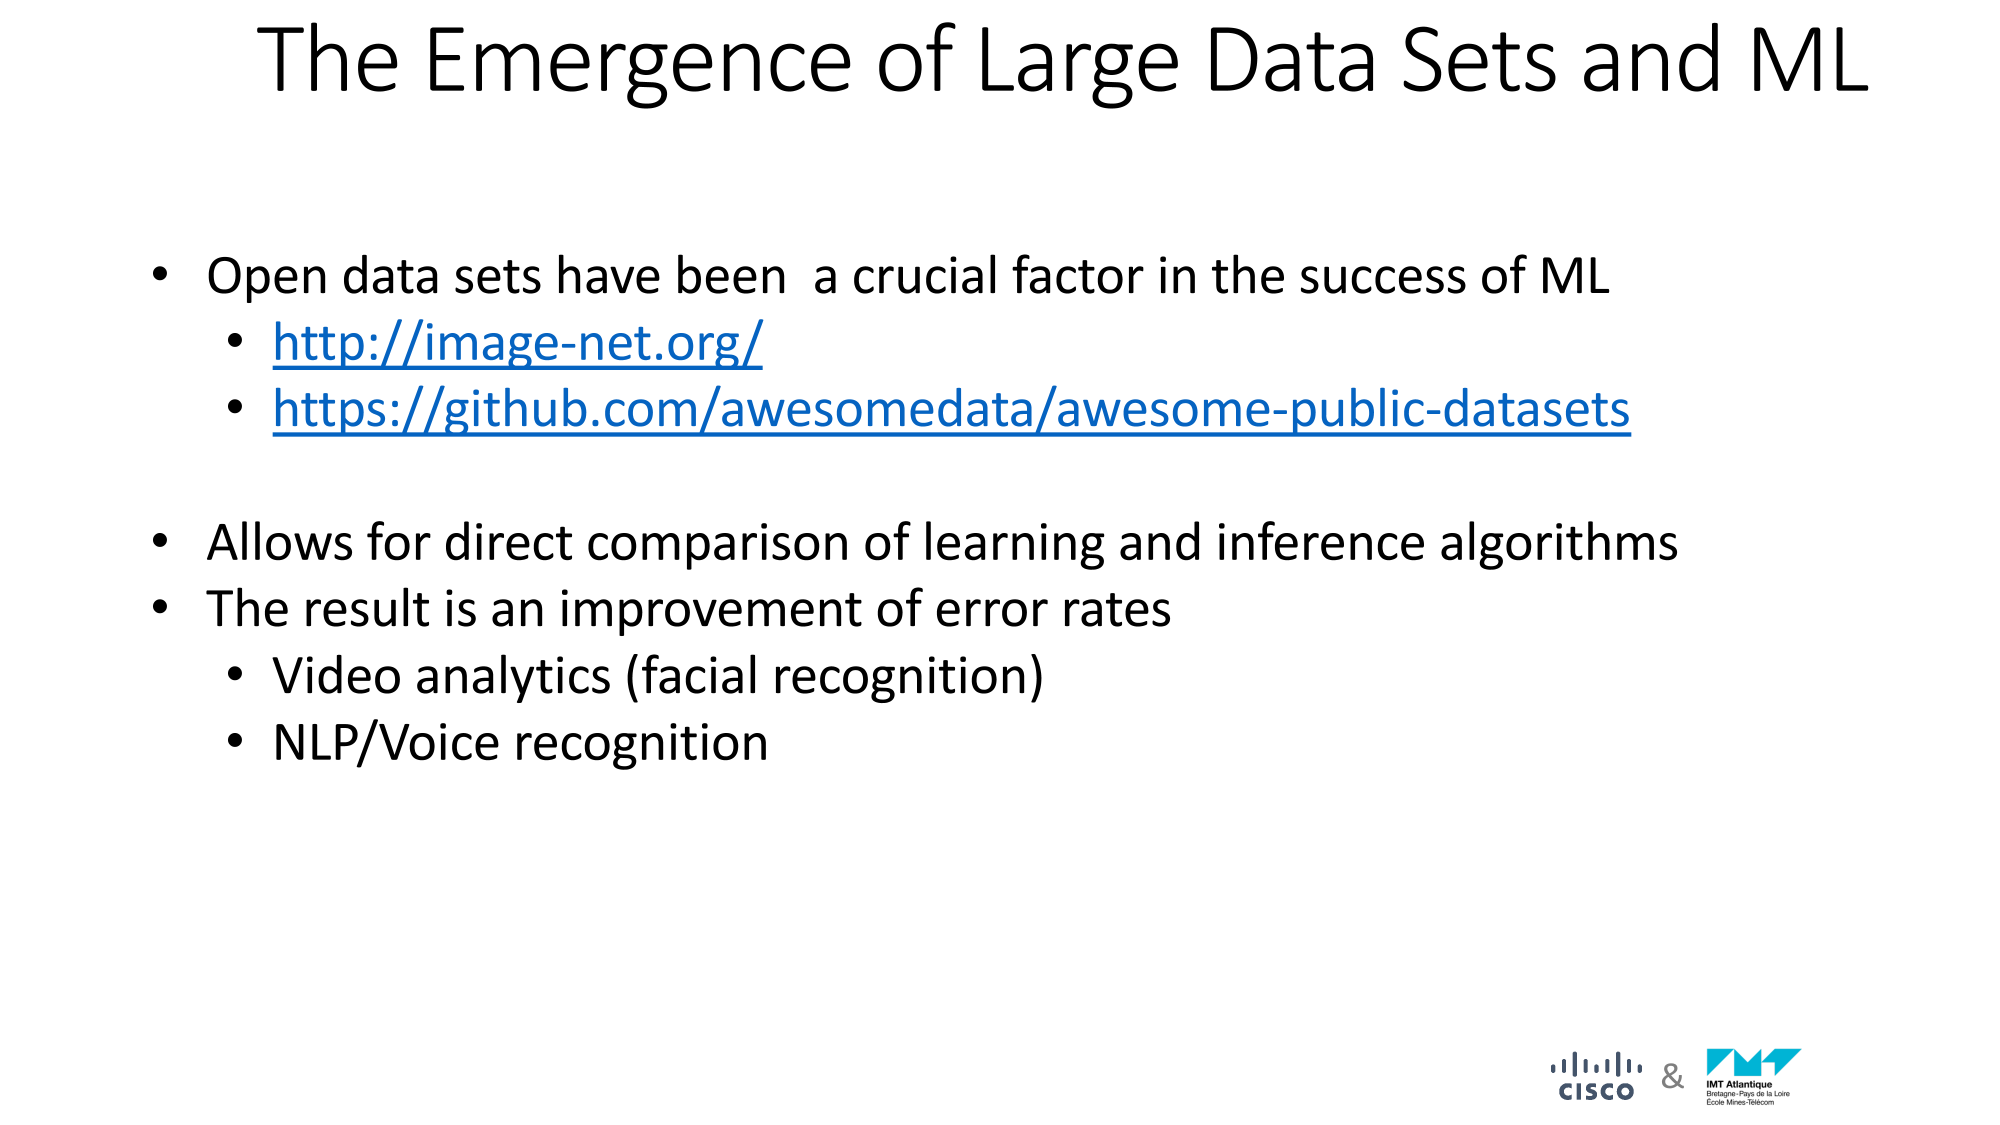 The Emergence of Large Data Sets and ML
• Open data sets have been  a crucial factor in the success of ML
• http://image-net.org/
• https://github.com/awesomedata/awesome-public-datasets
• Allows for direct comparison of learning and inference algorithms
• The result is an improvement of error rates
• Video analytics (facial recognition)
• NLP/Voice recognition
CISCO & IMT Atlantique
Bretagne-Pays de la Loire
École Mines-Télécom